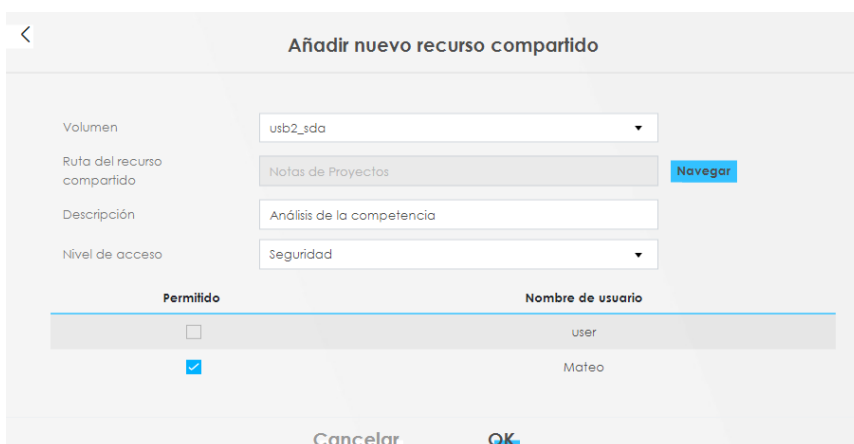 Añadir nuevo recurso compartido
Volumen usb2_sda
Ruta del recurso
compartido Notas de Proyectos Navegar
Descripción Análisis de la competencia
Nivel de acceso Seguridad
Permitido Nombre de usuario
user
Mateo
Cancelar OK